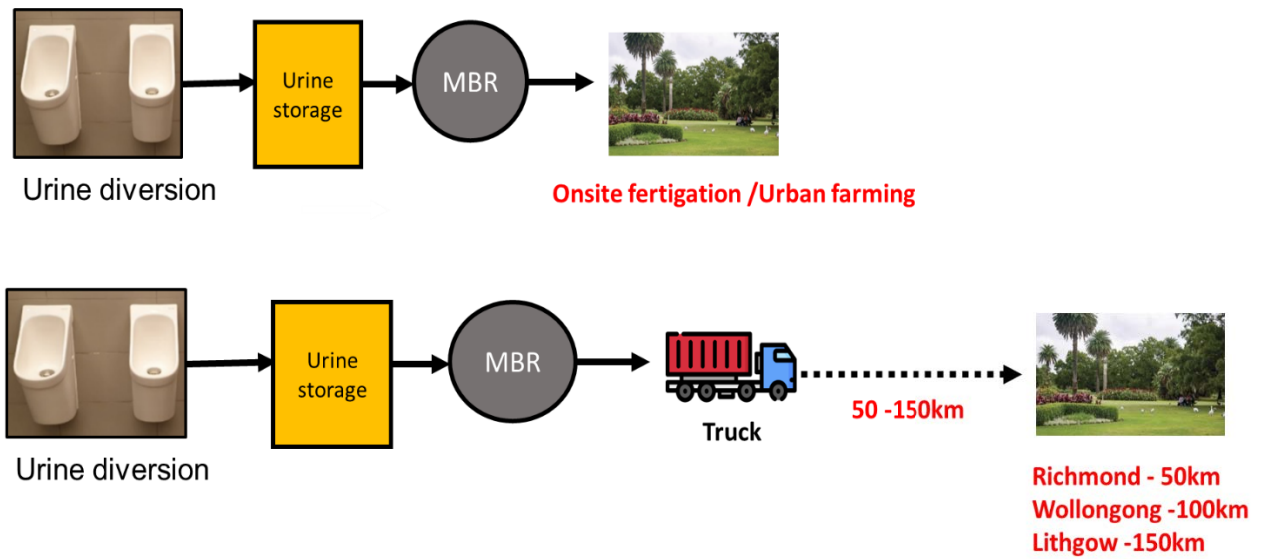 Urine
storage
MBR
Urine diversion
Onsite fertigation /Urban farming
Urine
storage
MBR
50 -150km
Truck
Urine diversion
Richmond - 50km
Wollongong -100km
Lithgow -150km